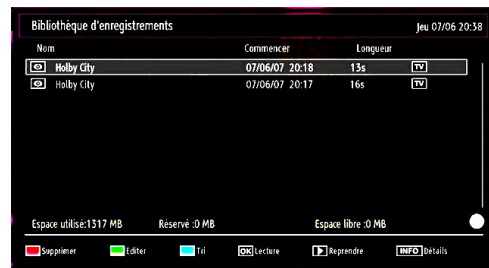 Bibliothèque d'enregistrements Jeu 07/06 20:38
Nom Commencer Longueur
Holby City 07/06/07 20:18 13s TV
Holby City 07/06/07 20:17 16s TV
Espace utilisé:1317 MB Réservé :0 MB Espace libre :0 MB
Supprimer Editer Tri OK Lecture Reprendre INFO Détails